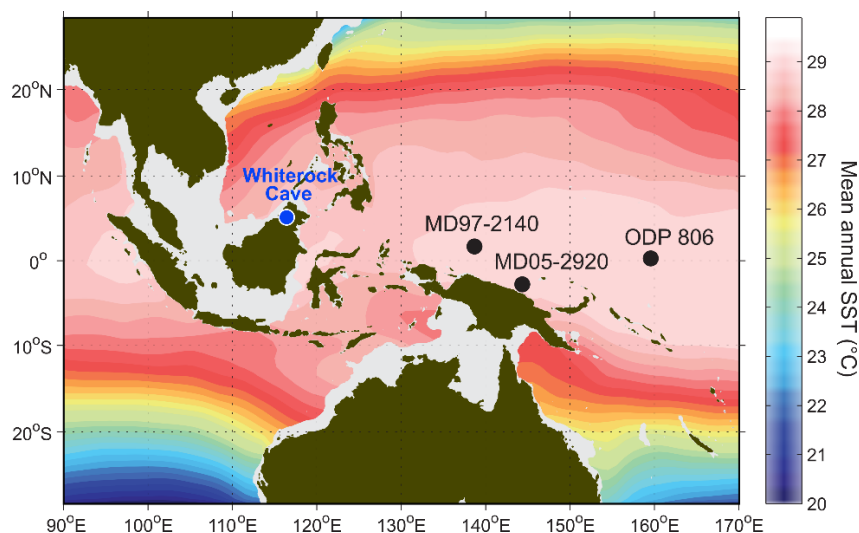 20°N
10°N
0°
10°S
20°S
Whiterock
Cave
MD97-2140
MD05-2920
ODP 806
90°E
100°E
110°E
120°E
130°E
140°E
150°E
160°E
170°E
29
28
27
26
25
24
23
22
21
20
Mean annual SST (°C)